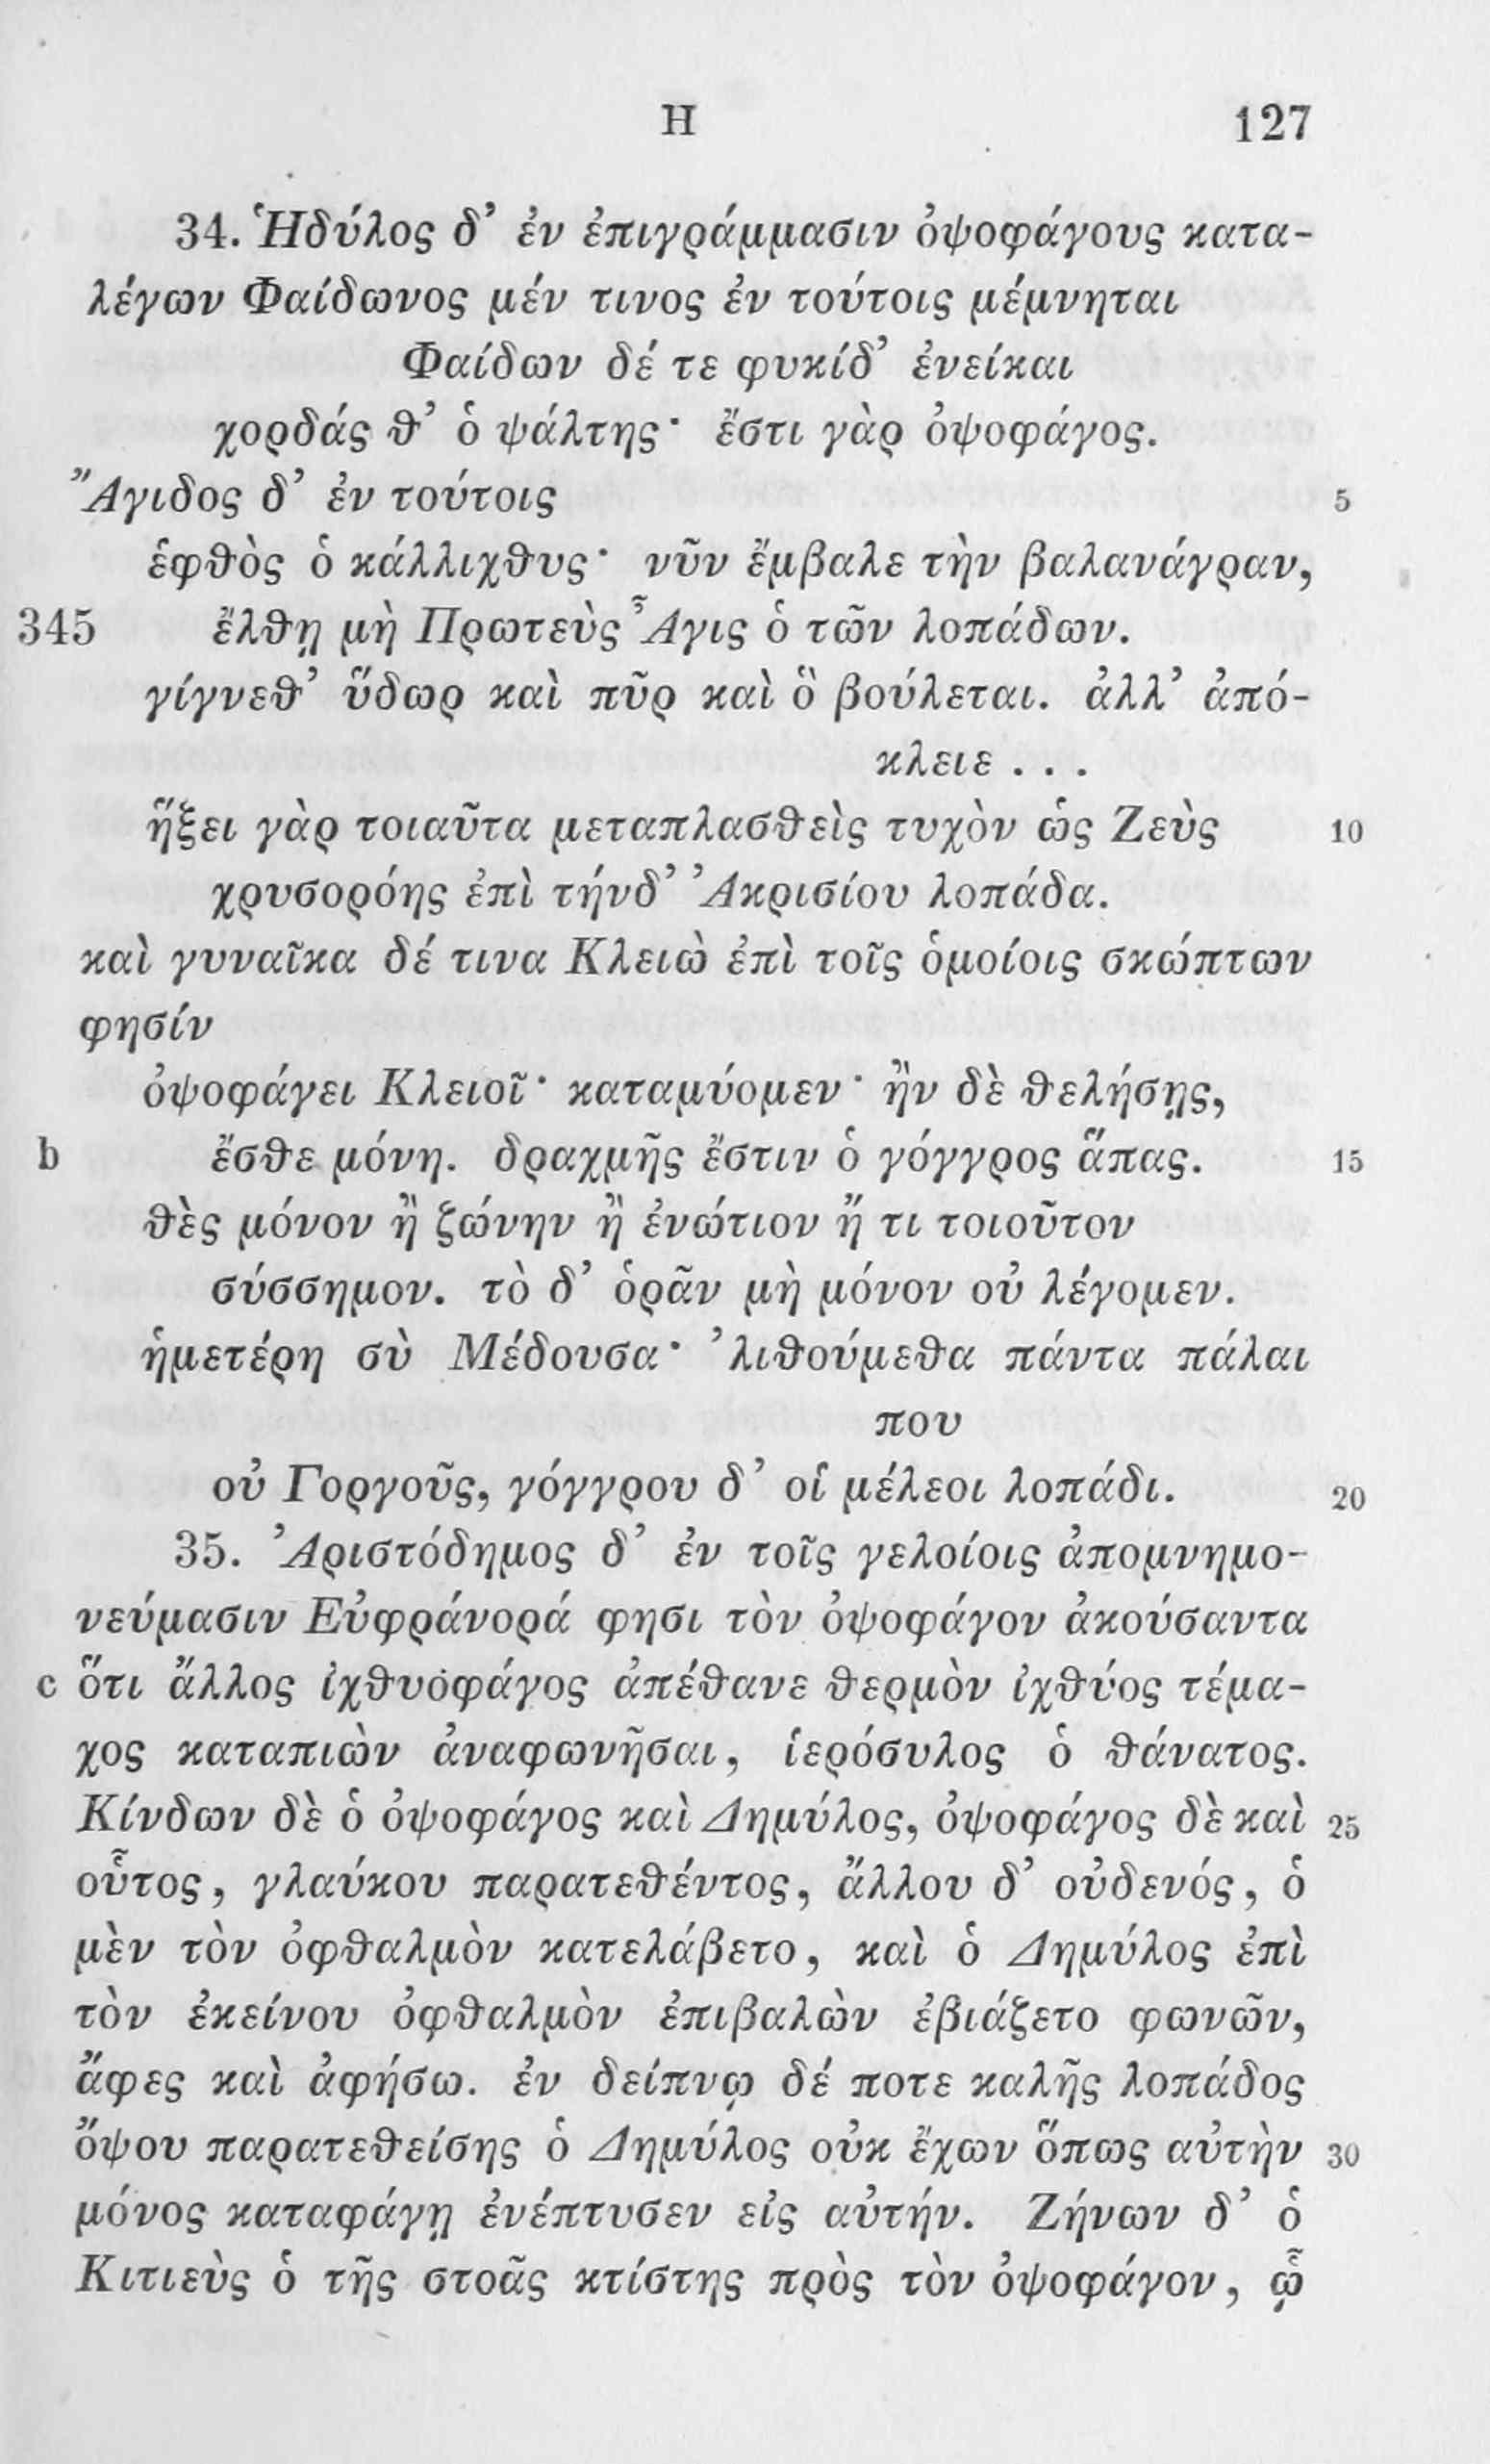 Η 127
34. Ἡδύλος δ’ ἐν ἐπιγράμμασιν ὀψοφάγους κατα-
λέγων Φαίδωνος μέν τινος ἐν τούτοις μέμνηται
Φαίδων δέ τε φυκίδ’ ἐνείκαι
χορδάς θ’ ὁ ψάλτης· ἔστι γὰρ ὀψοφάγος.
Ἄγιδος δ’ ἐν τούτοις 5
ἑφθὸς ὁ κάλλιχθυς· νῦν ἔμβαλε τὴν βαλανάγραν,
345 ἔλθῃ μὴ Πρωτεὺς Ἆγις ὁ τῶν λοπάδων.
γίγνεθ’ ὕδωρ καὶ πῦρ καὶ ὃ βούλεται. ἀλλ’ ἀπό-
κλειε . . .
ἥξει γὰρ τοιαῦτα μεταπλασθεὶς τυχὸν ὡς Ζεὺς 10
χρυσορόης ἐπὶ τήνδ’ Ἀκρισίου λοπάδα.
καὶ γυναῖκα δέ τινα Κλειὼ ἐπὶ τοῖς ὁμοίοις σκώπτων
φησίν
ὀψοφάγει Κλειοῖ· καταμύομεν· ἢν δὲ θελήσῃς,
b ἔσθε μόνη. δραχμῆς ἔστιν ὁ γόγγρος ἅπας. 15
θὲς μόνον ἢ ζώνην ἢ ἐνώτιον ἤ τι τοιοῦτον
σύσσημον. τὸ δ’ ὁρᾶν μὴ μόνον οὐ λέγομεν.
ἡμετέρη σὺ Μέδουσα· ’λιθούμεθα πάντα πάλαι
που
οὐ Γοργοῦς, γόγγρου δ’ οἱ μέλεοι λοπάδι. 20
35. Ἀριστόδημος δ’ ἐν τοῖς γελοίοις ἀπομνημο-
νεύμασιν Εὐφράνορά φησι τὸν ὀψοφάγον ἀκούσαντα
c ὅτι ἄλλος ἰχθυοφάγος ἀπέθανε θερμὸν ἰχθύος τέμα-
χος καταπιὼν ἀναφωνῆσαι, ἱερόσυλος ὁ θάνατος.
Κίνδων δὲ ὁ ὀψοφάγος καὶ Δημύλος, ὀψοφάγος δὲ καὶ 25
οὗτος, γλαύκου παρατεθέντος, ἄλλου δ’ οὐδενός, ὁ
μὲν τὸν ὀφθαλμὸν κατελάβετο, καὶ ὁ Δημύλος ἐπὶ
τὸν ἐκείνου ὀφθαλμὸν ἐπιβαλὼν ἐβιάζετο φωνῶν,
ἄφες καὶ ἀφήσω. ἐν δείπνῳ δέ ποτε καλῆς λοπάδος
ὄψου παρατεθείσης ὁ Δημύλος οὐκ ἔχων ὅπως αὐτὴν 30
μόνος καταφάγῃ ἐνέπτυσεν εἰς αὐτήν. Ζήνων δ’ ὁ
Κιτιεὺς ὁ τῆς στοᾶς κτίστης πρὸς τὸν ὀψοφάγον, ᾧ